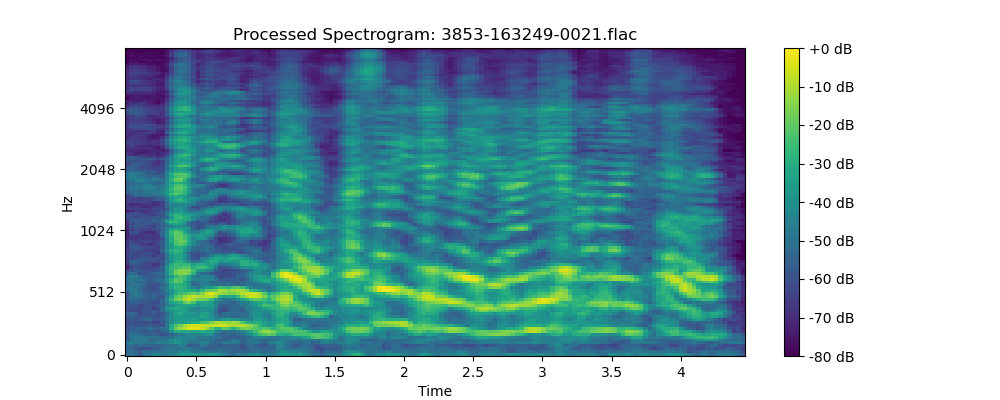 Processed Spectrogram: 3853-163249-0021.flac
+0 dB
4096
-10 dB
-20 dB
2048
-30 dB
Hz
-40 dB
1024
-50 dB
512
-60 dB
-70 dB
0
-80 dB
0 0.5 1 1.5 2 2.5 3 3.5 4
Time